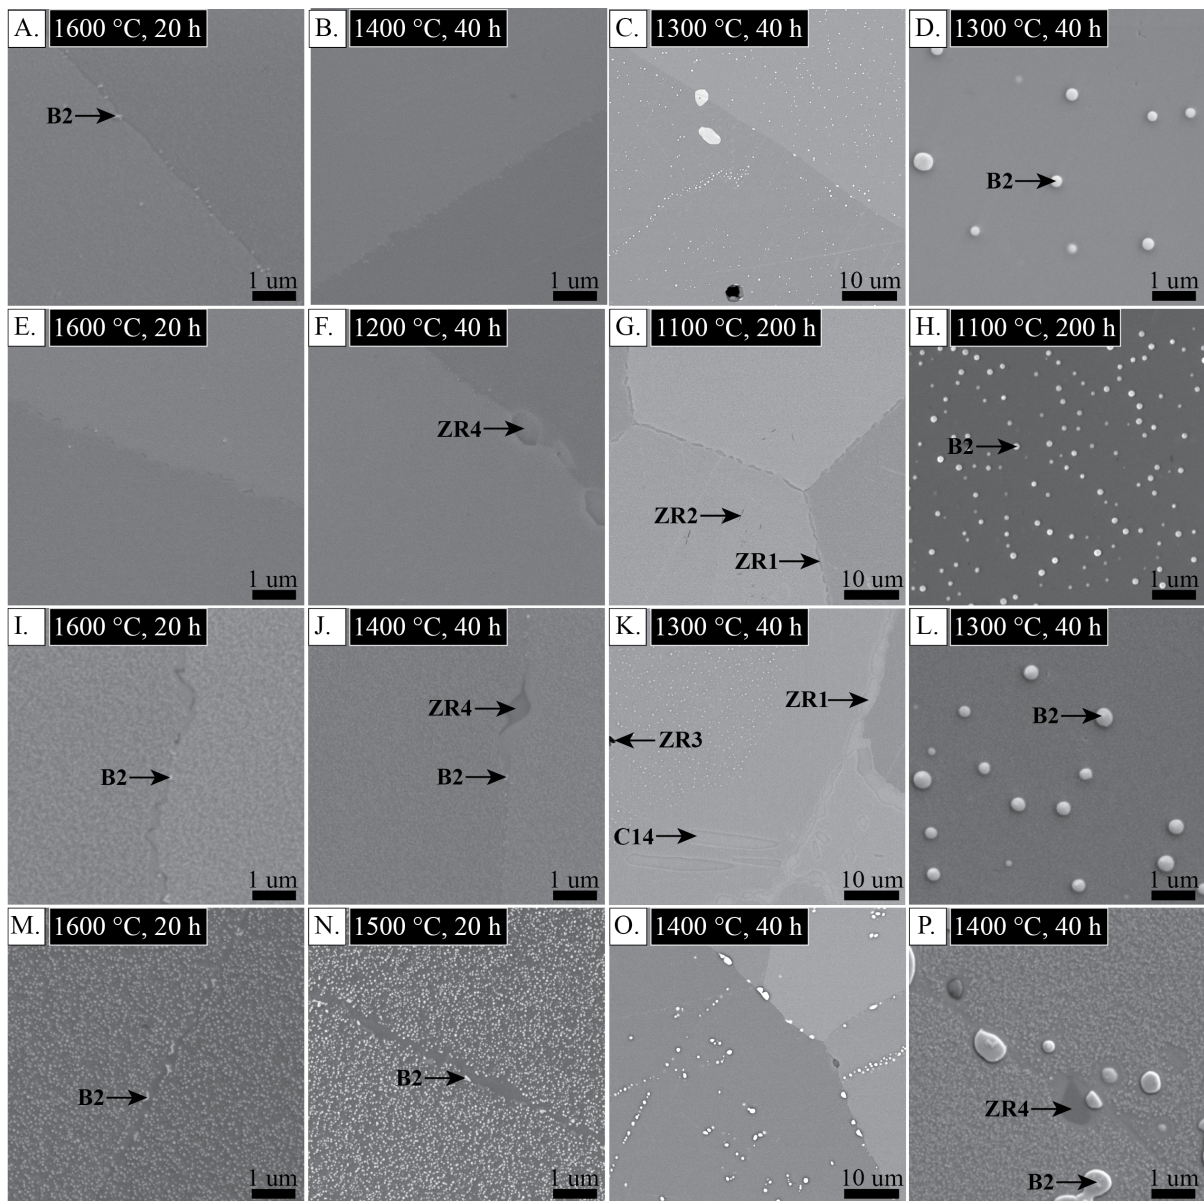 A. 1600 °C, 20 h
B2
1 um
B. 1400 °C, 40 h
1 um
C. 1300 °C, 40 h
10 um
D. 1300 °C, 40 h
B2
1 um
E. 1600 °C, 20 h
1 um
F. 1200 °C, 40 h
ZR4
1 um
G. 1100 °C, 200 h
ZR2
ZR1
10 um
H. 1100 °C, 200 h
B2
1 um
I. 1600 °C, 20 h
B2
1 um
J. 1400 °C, 40 h
ZR4
B2
1 um
K. 1300 °C, 40 h
ZR1
ZR3
C14
10 um
L. 1300 °C, 40 h
B2
1 um
M. 1600 °C, 20 h
B2
1 um
N. 1500 °C, 20 h
B2
1 um
O. 1400 °C, 40 h
10 um
P. 1400 °C, 40 h
ZR4
B2
1 um